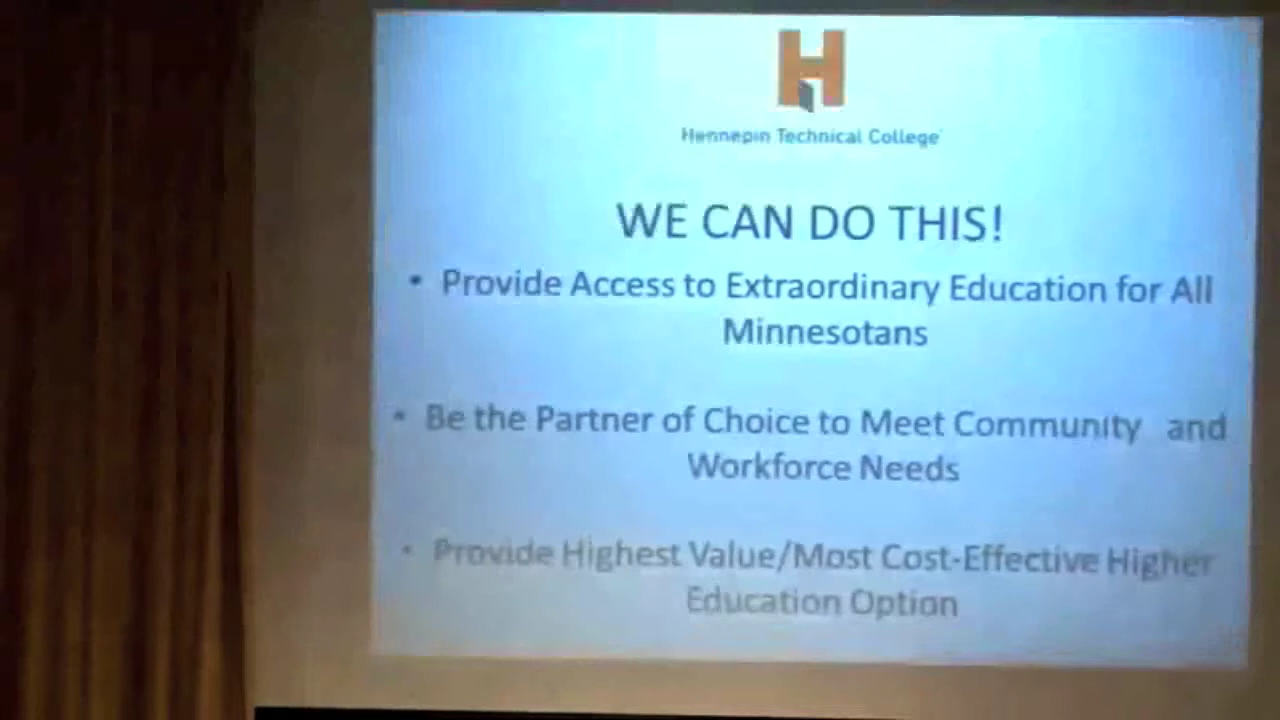 H
Hennepin Technical College
WE CAN DO THIS!
• Provide Access to Extraordinary Education for All
Minnesotans
• Be the Partner of Choice to Meet Community and
Workforce Needs
• Provide Highest Value/Most Cost-Effective Higher
Education Option